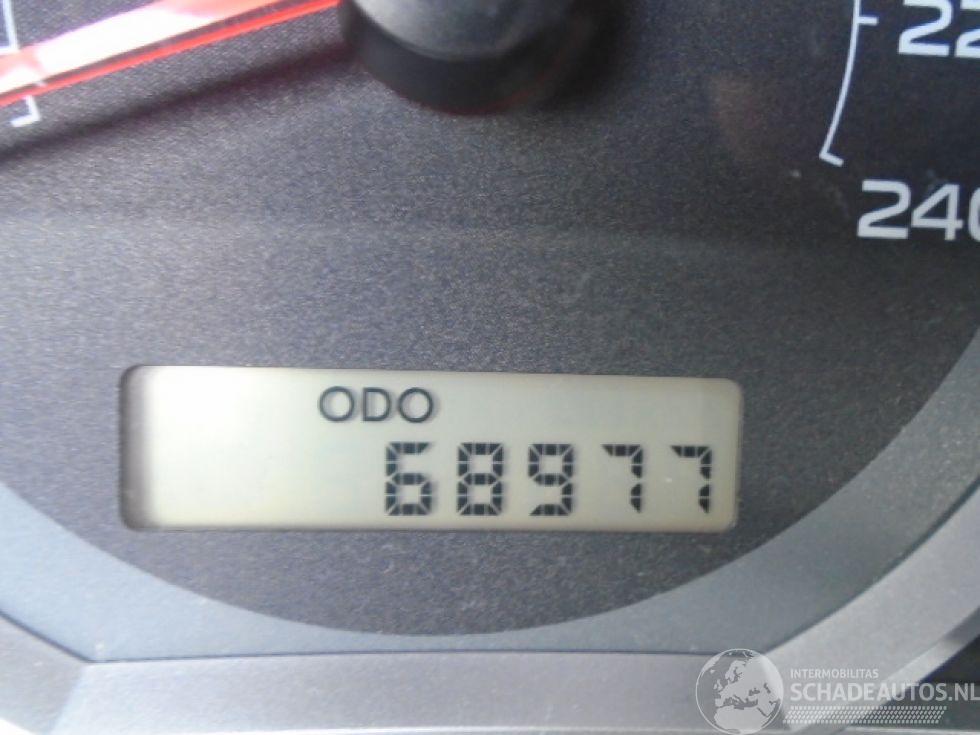 22
240
ODO
68977
INTERMOBILITAS
SCHADEAUTOS.NL